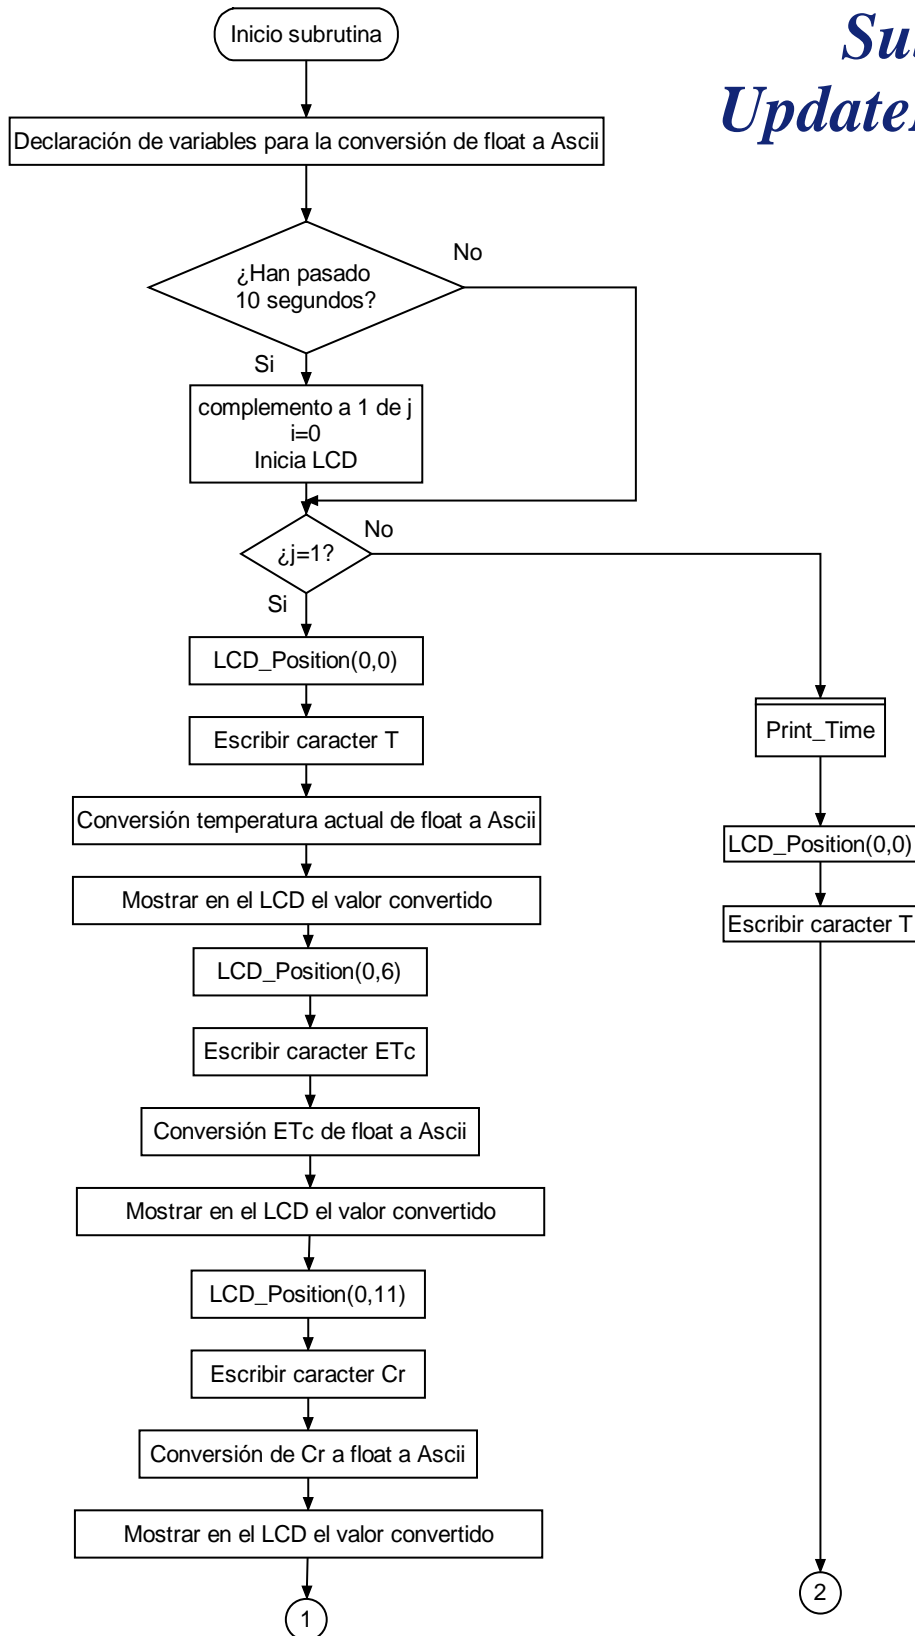 Inicio subrutina
Declaración de variables para la conversión de float a Ascii
¿Han pasado
10 segundos?
No
Si
complemento a 1 de j
i=0
Inicia LCD
¿j=1?
No
Si
LCD_Position(0,0)
Escribir caracter T
Conversión temperatura actual de float a Ascii
Mostrar en el LCD el valor convertido
LCD_Position(0,6)
Escribir caracter ETc
Conversión ETc de float a Ascii
Mostrar en el LCD el valor convertido
LCD_Position(0,11)
Escribir caracter Cr
Conversión de Cr a float a Ascii
Mostrar en el LCD el valor convertido
1
Print_Time
LCD_Position(0,0)
Escribir caracter T
2